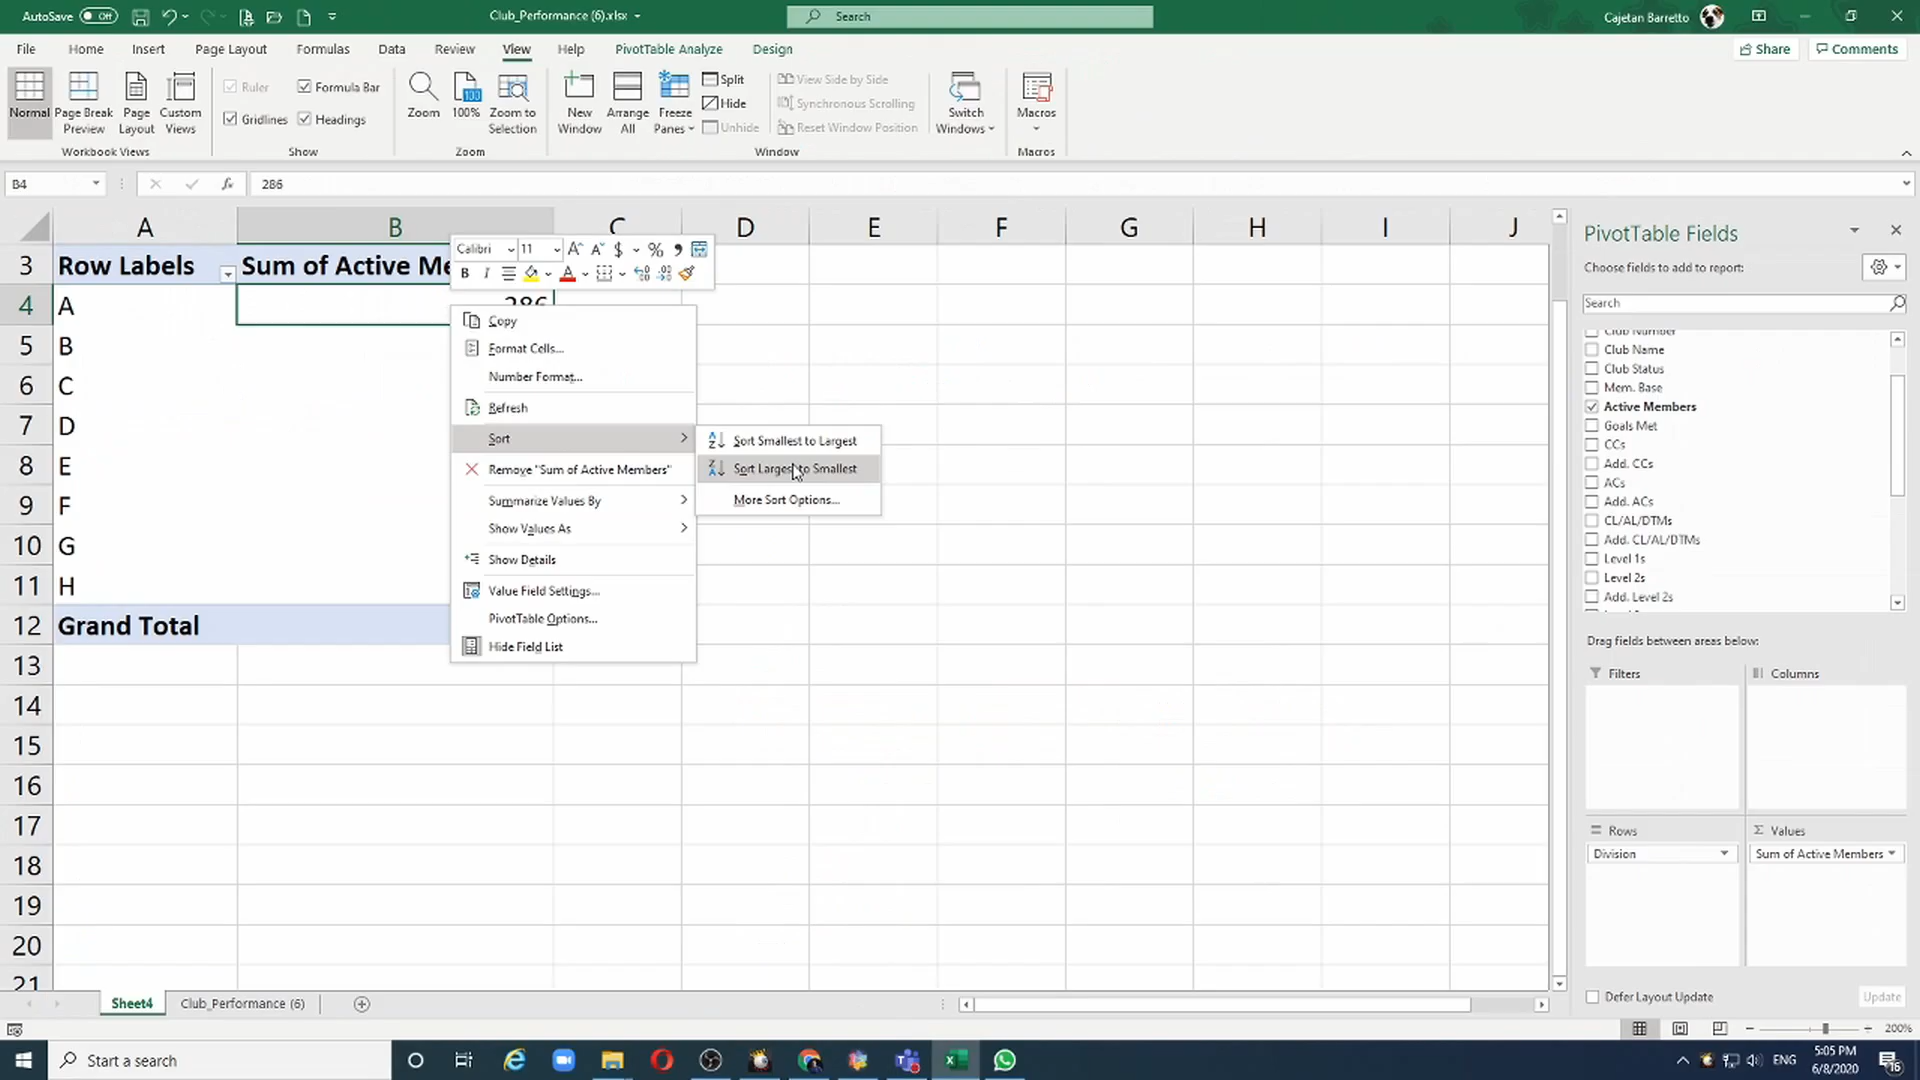 AutoSave Off
Club_Performance (6).xlsx
Search
Cajetan Barretto
File Home Insert Page Layout Formulas Data Review View Help PivotTable Analyze Design
Share Comments
Normal
Page Break Preview
Page Layout
Custom Views
Workbook Views
Ruler
Formula Bar
Gridlines
Headings
Show
Zoom
100%
Zoom to Selection
Zoom
New Window
Arrange All
Freeze Panes
Split
Hide
Unhide
View Side by Side
Synchronous Scrolling
Reset Window Position
Window
Switch Windows
Macros
Macros
B4
fx
286
A B C D E F G H I J
3 Row Labels Sum of Active Me
4 A 286
5 B
6 C
7 D
8 E
9 F
10 G
11 H
12 Grand Total
13
14
15
16
17
18
19
20
21
Calibri 11
B I
Copy
Format Cells...
Number Format...
Refresh
Sort
Remove "Sum of Active Members"
Summarize Values By
Show Values As
Show Details
Value Field Settings...
PivotTable Options...
Hide Field List
Sort Smallest to Largest
Sort Largest to Smallest
More Sort Options...
PivotTable Fields
Choose fields to add to report:
Search
Club Number
Club Name
Club Status
Mem. Base
Active Members
Goals Met
CCs
Add. CCs
ACs
Add. ACs
CL/AL/DTMs
Add. CL/AL/DTMs
Level 1s
Level 2s
Add. Level 2s
Drag fields between areas below:
Filters
Columns
Rows
Values
Division
Sum of Active Members
Defer Layout Update
Update
Sheet4
Club_Performance (6)
200%
Start a search
ENG
5:05 PM
6/8/2020
16